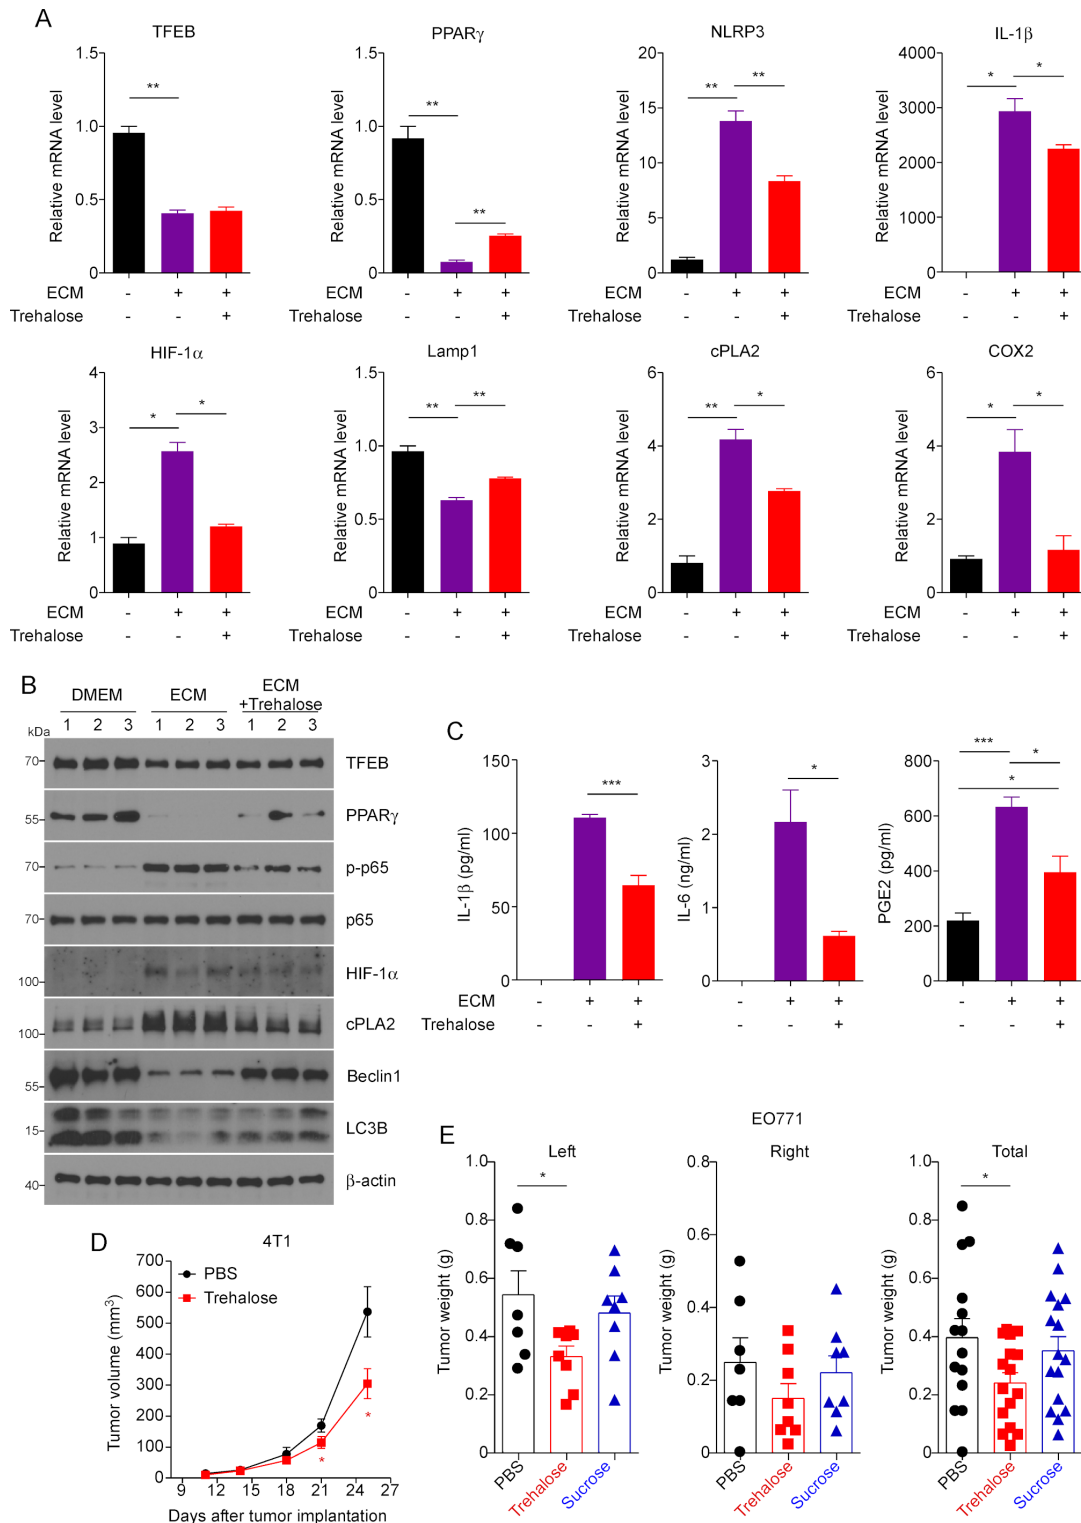 A
TFEB
PPARγ
NLRP3
IL-1β
Relative mRNA level
1.5
1.0
0.5
0
**
Relative mRNA level
1.5
1.0
0.5
0
**
**
Relative mRNA level
20
15
10
5
0
**
**
Relative mRNA level
4000
3000
2000
1000
0
*
*
ECM - + +
Trehalose - - +
ECM - + +
Trehalose - - +
ECM - + +
Trehalose - - +
ECM - + +
Trehalose - - +
HIF-1α
Lamp1
cPLA2
COX2
Relative mRNA level
4
3
2
1
0
*
*
Relative mRNA level
1.5
1.0
0.5
0
**
**
Relative mRNA level
6
4
2
0
**
*
Relative mRNA level
6
4
2
0
*
*
ECM - + +
Trehalose - - +
ECM - + +
Trehalose - - +
ECM - + +
Trehalose - - +
ECM - + +
Trehalose - - +
B
DMEM
ECM
ECM
+Trehalose
kDa
1 2 3 1 2 3 1 2 3
70 TFEB
55 PPARγ
70 p-p65
70 p65
100 HIF-1α
100 cPLA2
55 Beclin1
15 LC3B
40 β-actin
C
IL-1β (pg/ml)
150
100
50
0
***
IL-6 (ng/ml)
3
2
1
0
*
PGE2 (pg/ml)
800
600
400
200
0
***
*
*
ECM - + +
Trehalose - - +
- + +
- - +
- + +
- - +
D
4T1
Tumor volume (mm³)
700
600
500
400
300
200
100
0
PBS
Trehalose
*
*
9 12 15 18 21 24 27
Days after tumor implantation
E
EO771
Left
Right
Total
Tumor weight (g)
1.0
0.8
0.6
0.4
0.2
0
*
PBS
Trehalose
Sucrose
Tumor weight (g)
0.8
0.6
0.4
0.2
0
PBS
Trehalose
Sucrose
Tumor weight (g)
1.0
0.8
0.6
0.4
0.2
0
*
PBS
Trehalose
Sucrose